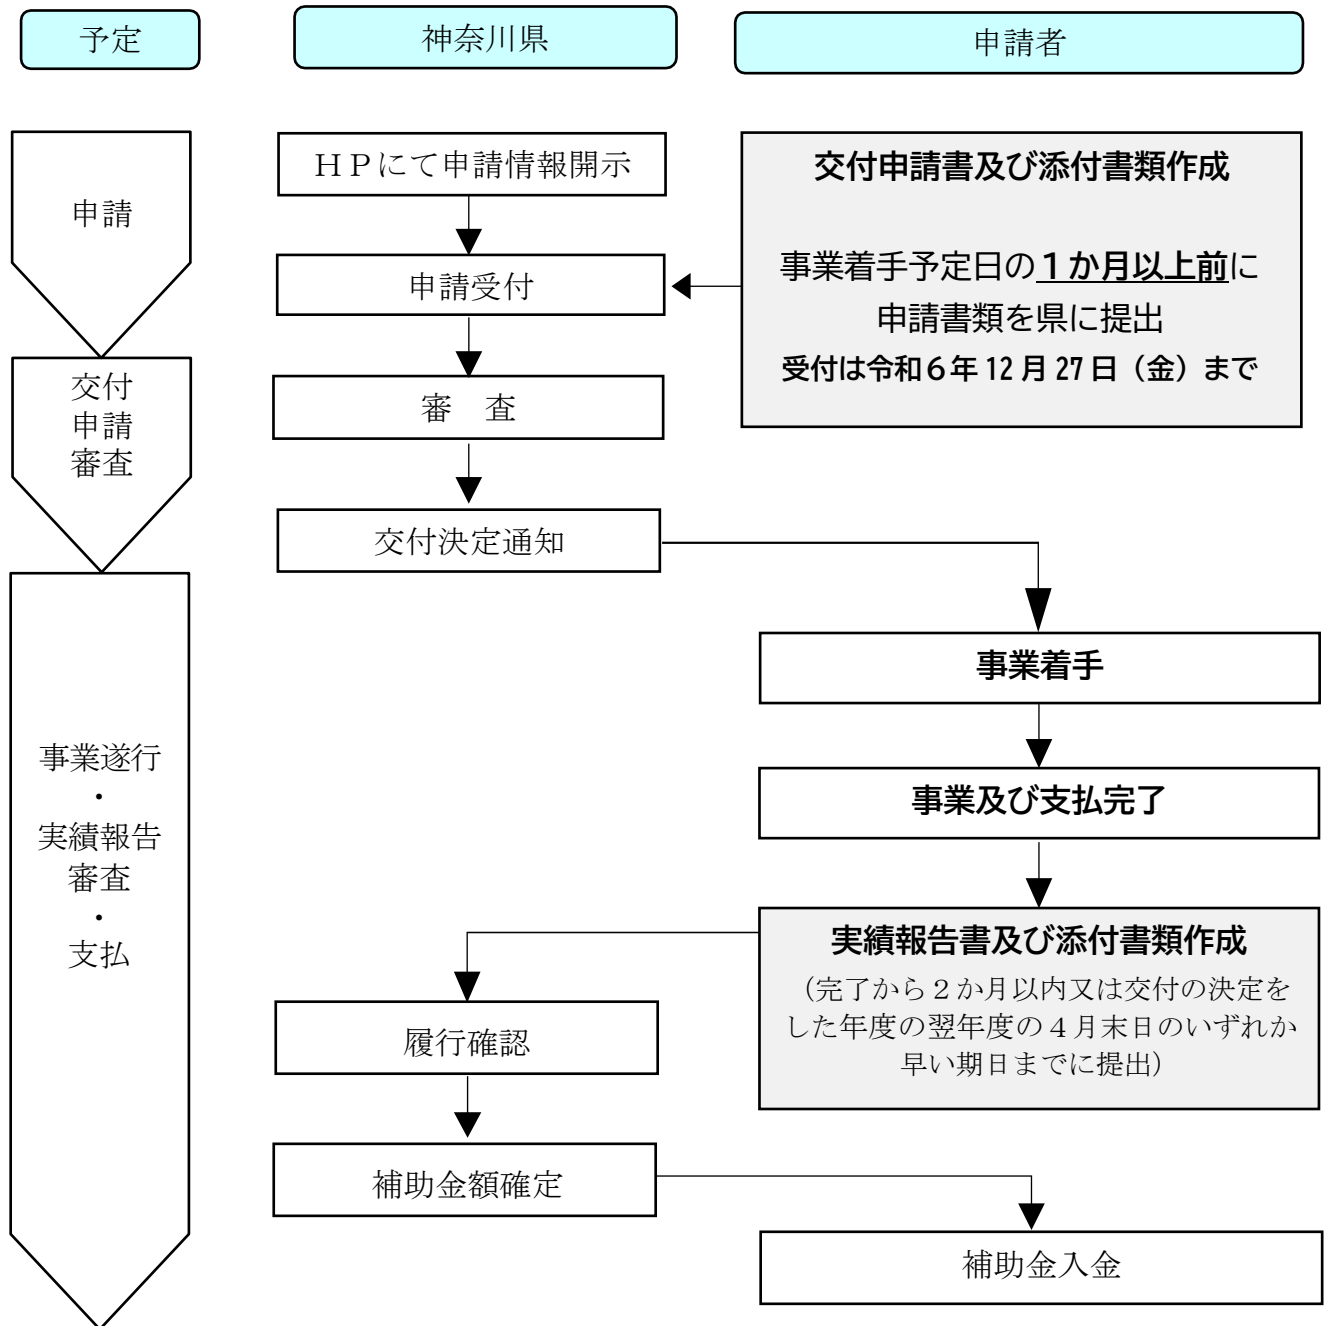 予定
神奈川県
申請者
申請
ＨＰにて申請情報開示
申請受付
交付申請書及び添付書類作成
事業着手予定日の１か月以上前に
申請書類を県に提出
受付は令和６年 12 月 27 日（金）まで
交付
申請
審査
審　査
交付決定通知
事業着手
事業及び支払完了
事業遂行
・
実績報告
審査
・
支払
実績報告書及び添付書類作成
（完了から２か月以内又は交付の決定を
した年度の翌年度の４月末日のいずれか
早い期日までに提出）
履行確認
補助金額確定
補助金入金